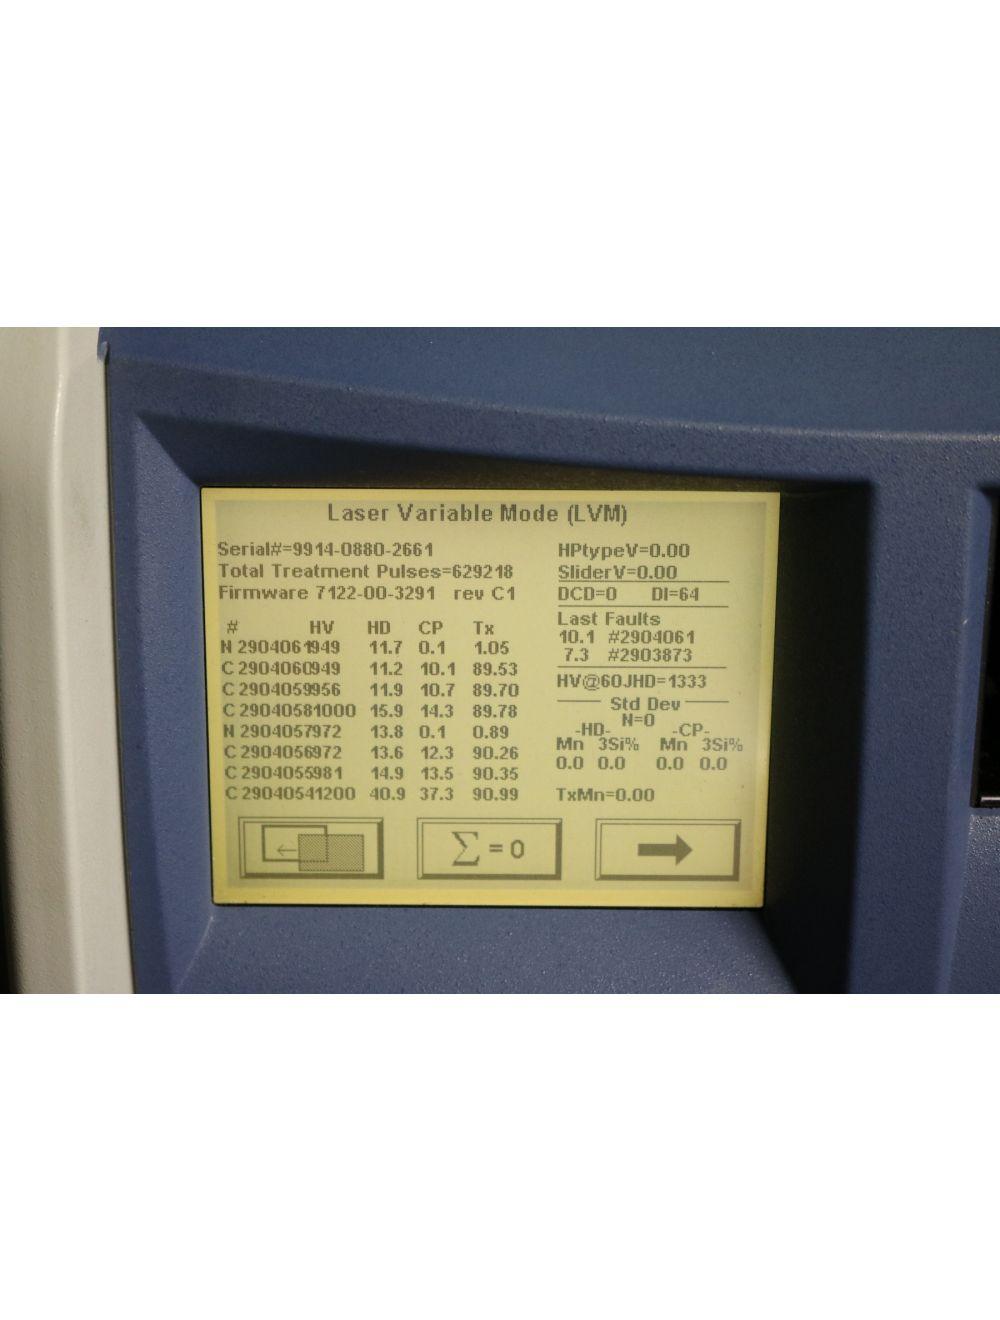 Laser Variable Mode (LVM)
Serial#=9914-0880-2661
Total Treatment Pulses=629218
Firmware 7122-00-3291 rev C1
# HV HD CP Tx
N 2904061949 11.7 0.1 1.05
C 2904060949 11.2 10.1 89.53
C 2904059956 11.9 10.7 89.70
C 29040581000 15.9 14.3 89.78
N 2904057972 13.8 0.1 0.89
C 2904056972 13.6 12.3 90.26
C 2904055981 14.9 13.5 90.35
C 29040541200 40.9 37.3 90.99
HPtypeV=0.00
SliderV=0.00
DCD=0 DI=64
Last Faults
10.1 #2904061
7.3 #2903873
HV@60JHD=1333
Std Dev
N=0
-HD- -CP-
Mn 3Si% Mn 3Si%
0.0 0.0 0.0 0.0
TxMn=0.00
Σ = 0